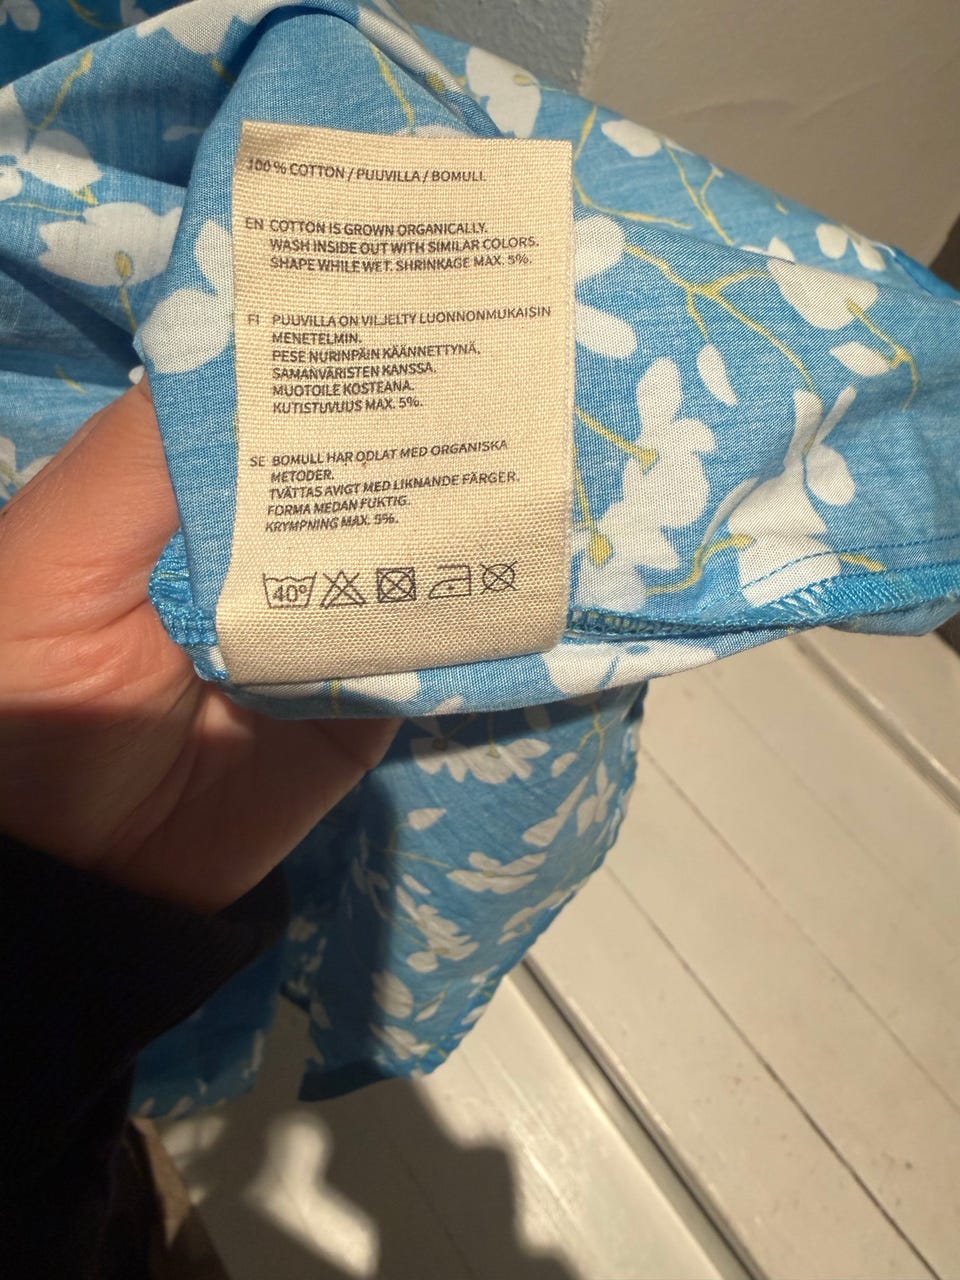 100 % COTTON / PUUVILLA / BOMULL
EN COTTON IS GROWN ORGANICALLY.
WASH INSIDE OUT WITH SIMILAR COLORS.
SHAPE WHILE WET. SHRINKAGE MAX. 5%.
FI PUUVILLA ON VILJELTY LUONNONMUKAISIN
MENETELMIN.
PESE NURINPÄIN KÄÄNNETTYNÄ,
SAMANVÄRISTEN KANSSA.
MUOTOILE KOSTEANA.
KUTISTUVUUS MAX. 5%.
SE BOMULL HAR ODLAT MED ORGANISKA
METODER.
TVÄTTAS AVIGT MED LIKNANDE FÄRGER.
FORMA MEDAN FUKTIG.
KRYMPNING MAX. 5%.
40°